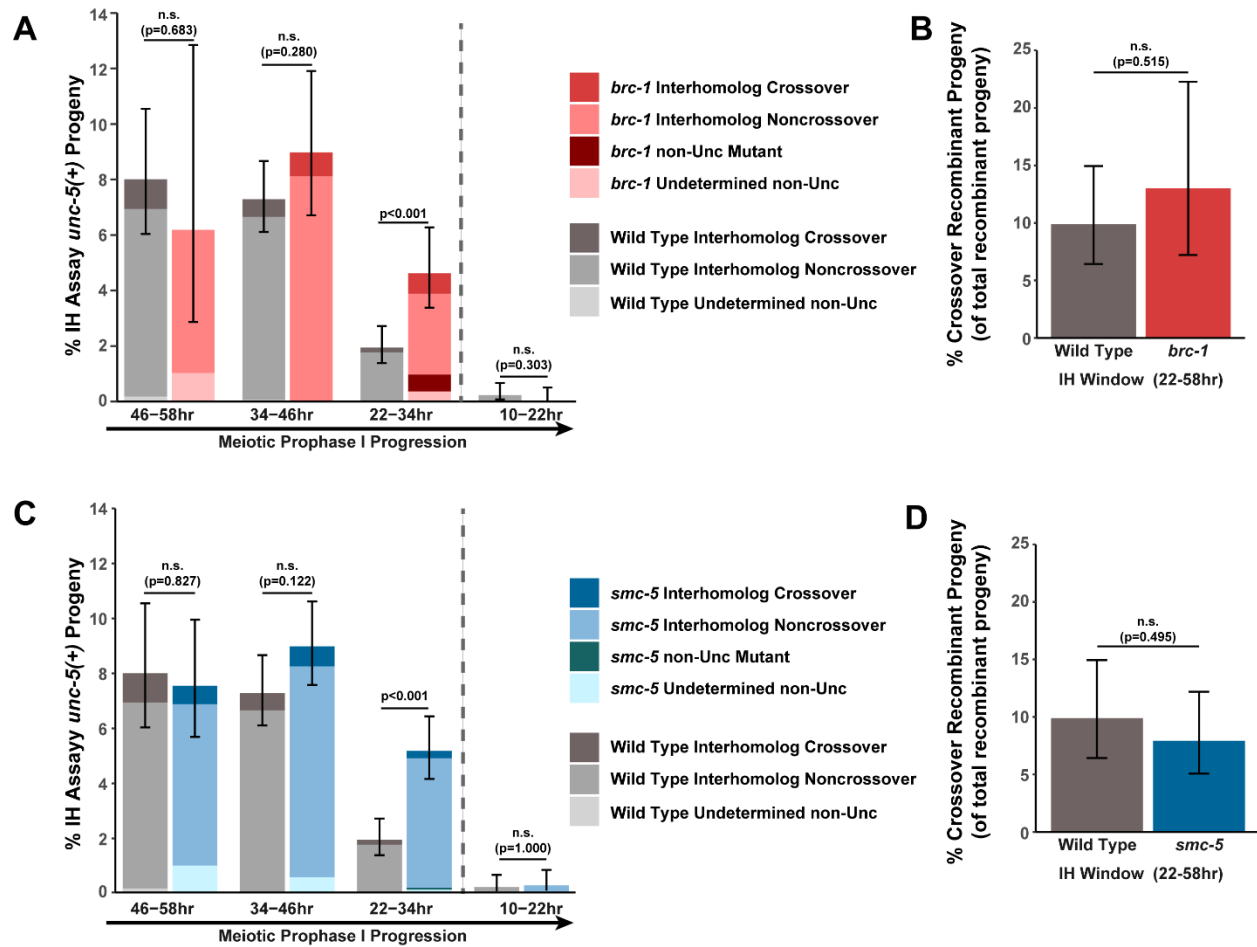 A
% IH Assay unc-5(+) Progeny
14
12
10
8
6
4
2
0
n.s.
(p=0.683)
n.s.
(p=0.280)
p<0.001
n.s.
(p=0.303)
46−58hr
34−46hr
22−34hr
10−22hr
Meiotic Prophase I Progression
brc-1 Interhomolog Crossover
brc-1 Interhomolog Noncrossover
brc-1 non-Unc Mutant
brc-1 Undetermined non-Unc
Wild Type Interhomolog Crossover
Wild Type Interhomolog Noncrossover
Wild Type Undetermined non-Unc
B
% Crossover Recombinant Progeny
(of total recombinant progeny)
25
20
15
10
5
0
n.s.
(p=0.515)
Wild Type
brc-1
IH Window (22-58hr)
C
% IH Assayy unc-5(+) Progeny
14
12
10
8
6
4
2
0
n.s.
(p=0.827)
n.s.
(p=0.122)
p<0.001
n.s.
(p=1.000)
46−58hr
34−46hr
22−34hr
10−22hr
Meiotic Prophase I Progression
smc-5 Interhomolog Crossover
smc-5 Interhomolog Noncrossover
smc-5 non-Unc Mutant
smc-5 Undetermined non-Unc
Wild Type Interhomolog Crossover
Wild Type Interhomolog Noncrossover
Wild Type Undetermined non-Unc
D
% Crossover Recombinant Progeny
(of total recombinant progeny)
25
20
15
10
5
0
n.s.
(p=0.495)
Wild Type
smc-5
IH Window (22-58hr)